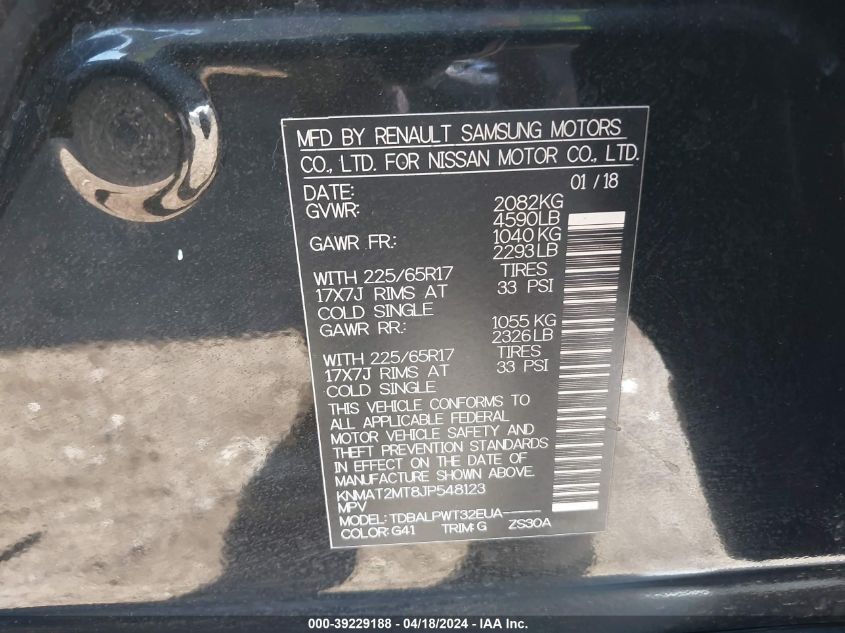 MFD BY RENAULT SAMSUNG MOTORS
CO., LTD. FOR NISSAN MOTOR CO., LTD.
DATE: 01 / 18
GVWR: 2082KG
4590LB
GAWR FR.: 1040 KG
2293LB
WITH 225/65R17 TIRES
17X7J RIMS AT 33 PSI
COLD SINGLE
GAWR RR.: 1055 KG
2326LB
WITH 225/65R17 TIRES
17X7J RIMS AT 33 PSI
COLD SINGLE
THIS VEHICLE CONFORMS TO
ALL APPLICABLE FEDERAL
MOTOR VEHICLE SAFETY AND
THEFT PREVENTION STANDARDS
IN EFFECT ON THE DATE OF
MANUFACTURE SHOWN ABOVE.
KNMAT2MT8JP548123
MPV
MODEL: TDBALPWT32EUA-----
COLOR: G41 TRIM: G ZS30A
000-39229188 - 04/18/2024 - IAA Inc.